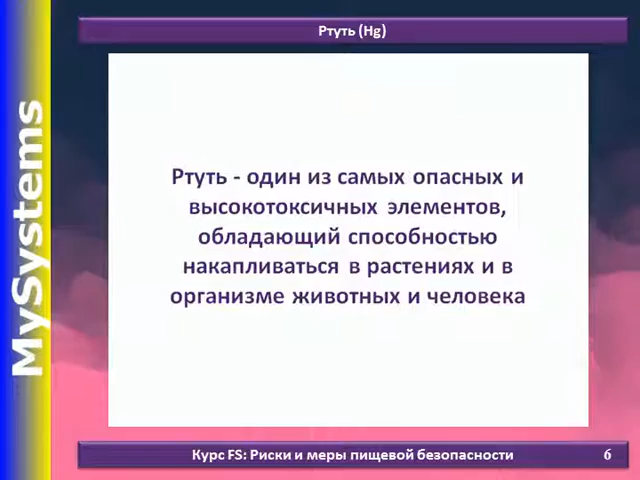 Ртуть (Hg)
MySystems
Ртуть - один из самых опасных и
высокотоксичных элементов,
обладающий способностью
накапливаться в растениях и в
организме животных и человека
Курс FS: Риски и меры пищевой безопасности 6